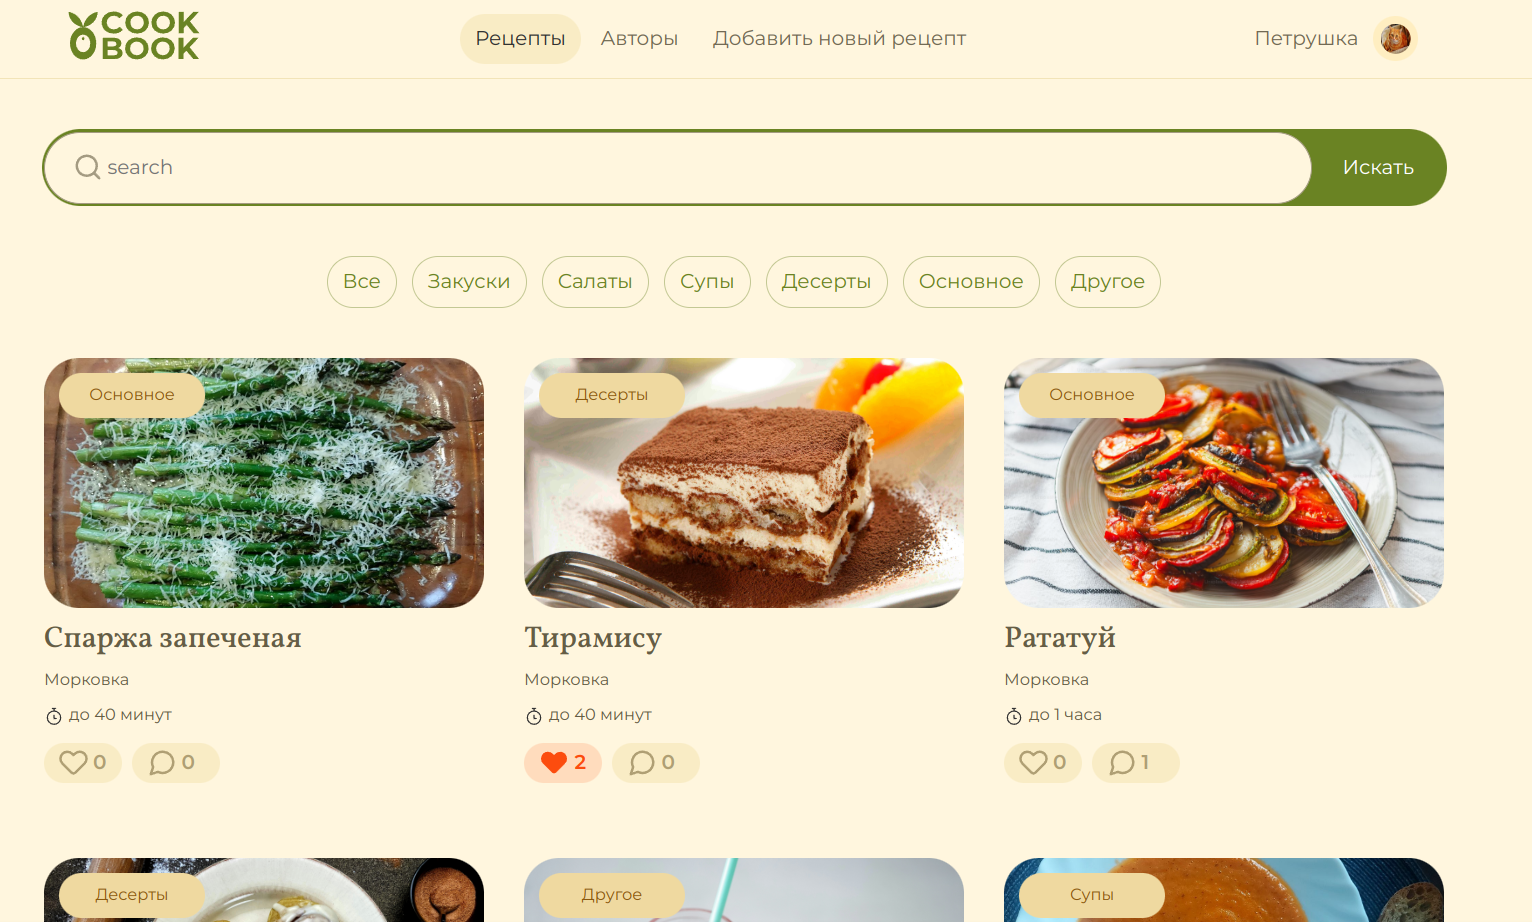 COOK
BOOK
Рецепты Авторы Добавить новый рецепт Петрушка
search Искать
Все Закуски Салаты Супы Десерты Основное Другое
Основное Десерты Основное
Спаржа запеченая Тирамису Рататуй
Морковка Морковка Морковка
до 40 минут до 40 минут до 1 часа
0 0 2 0 0 1
Десерты Другое Супы